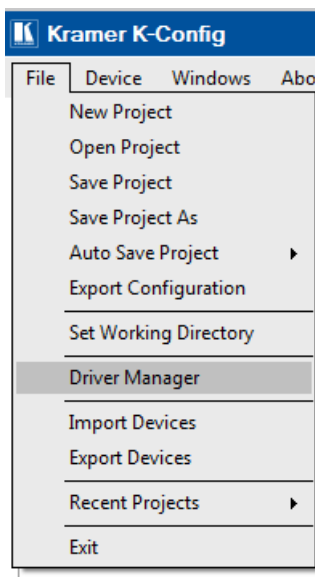 Kramer K-Config
File Device Windows Abo
New Project
Open Project
Save Project
Save Project As
Auto Save Project
Export Configuration
Set Working Directory
Driver Manager
Import Devices
Export Devices
Recent Projects
Exit